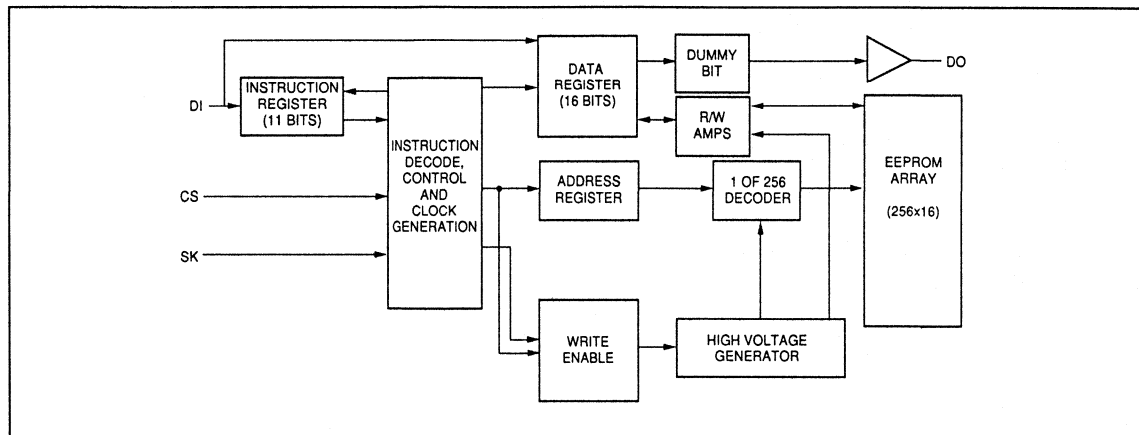 DI
INSTRUCTION
REGISTER
(11 BITS)
CS
SK
INSTRUCTION
DECODE,
CONTROL
AND
CLOCK
GENERATION
DATA
REGISTER
(16 BITS)
DUMMY
BIT
DO
R/W
AMPS
ADDRESS
REGISTER
1 OF 256
DECODER
EEPROM
ARRAY
(256x16)
WRITE
ENABLE
HIGH VOLTAGE
GENERATOR